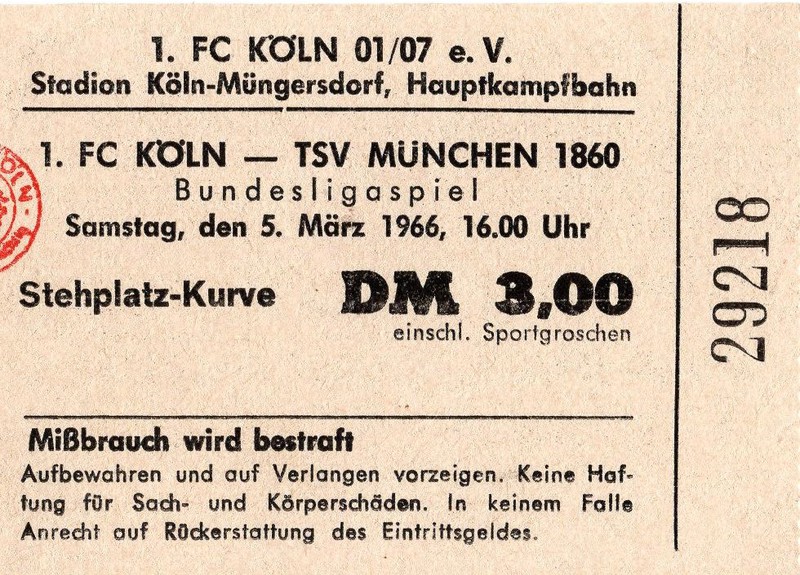 1. FC KÖLN 01/07 e. V.
Stadion Köln-Müngersdorf, Hauptkampfbahn
1. FC KÖLN — TSV MÜNCHEN 1860
Bundesligaspiel
Samstag, den 5. März 1966, 16.00 Uhr
Stehplatz-Kurve DM 3,00
einschl. Sportgroschen
Mißbrauch wird bestraft
Aufbewahren und auf Verlangen vorzeigen. Keine Haf-
tung für Sach- und Körperschäden. In keinem Falle
Anrecht auf Rückerstattung des Eintrittsgeldes.
29218
KÖLN